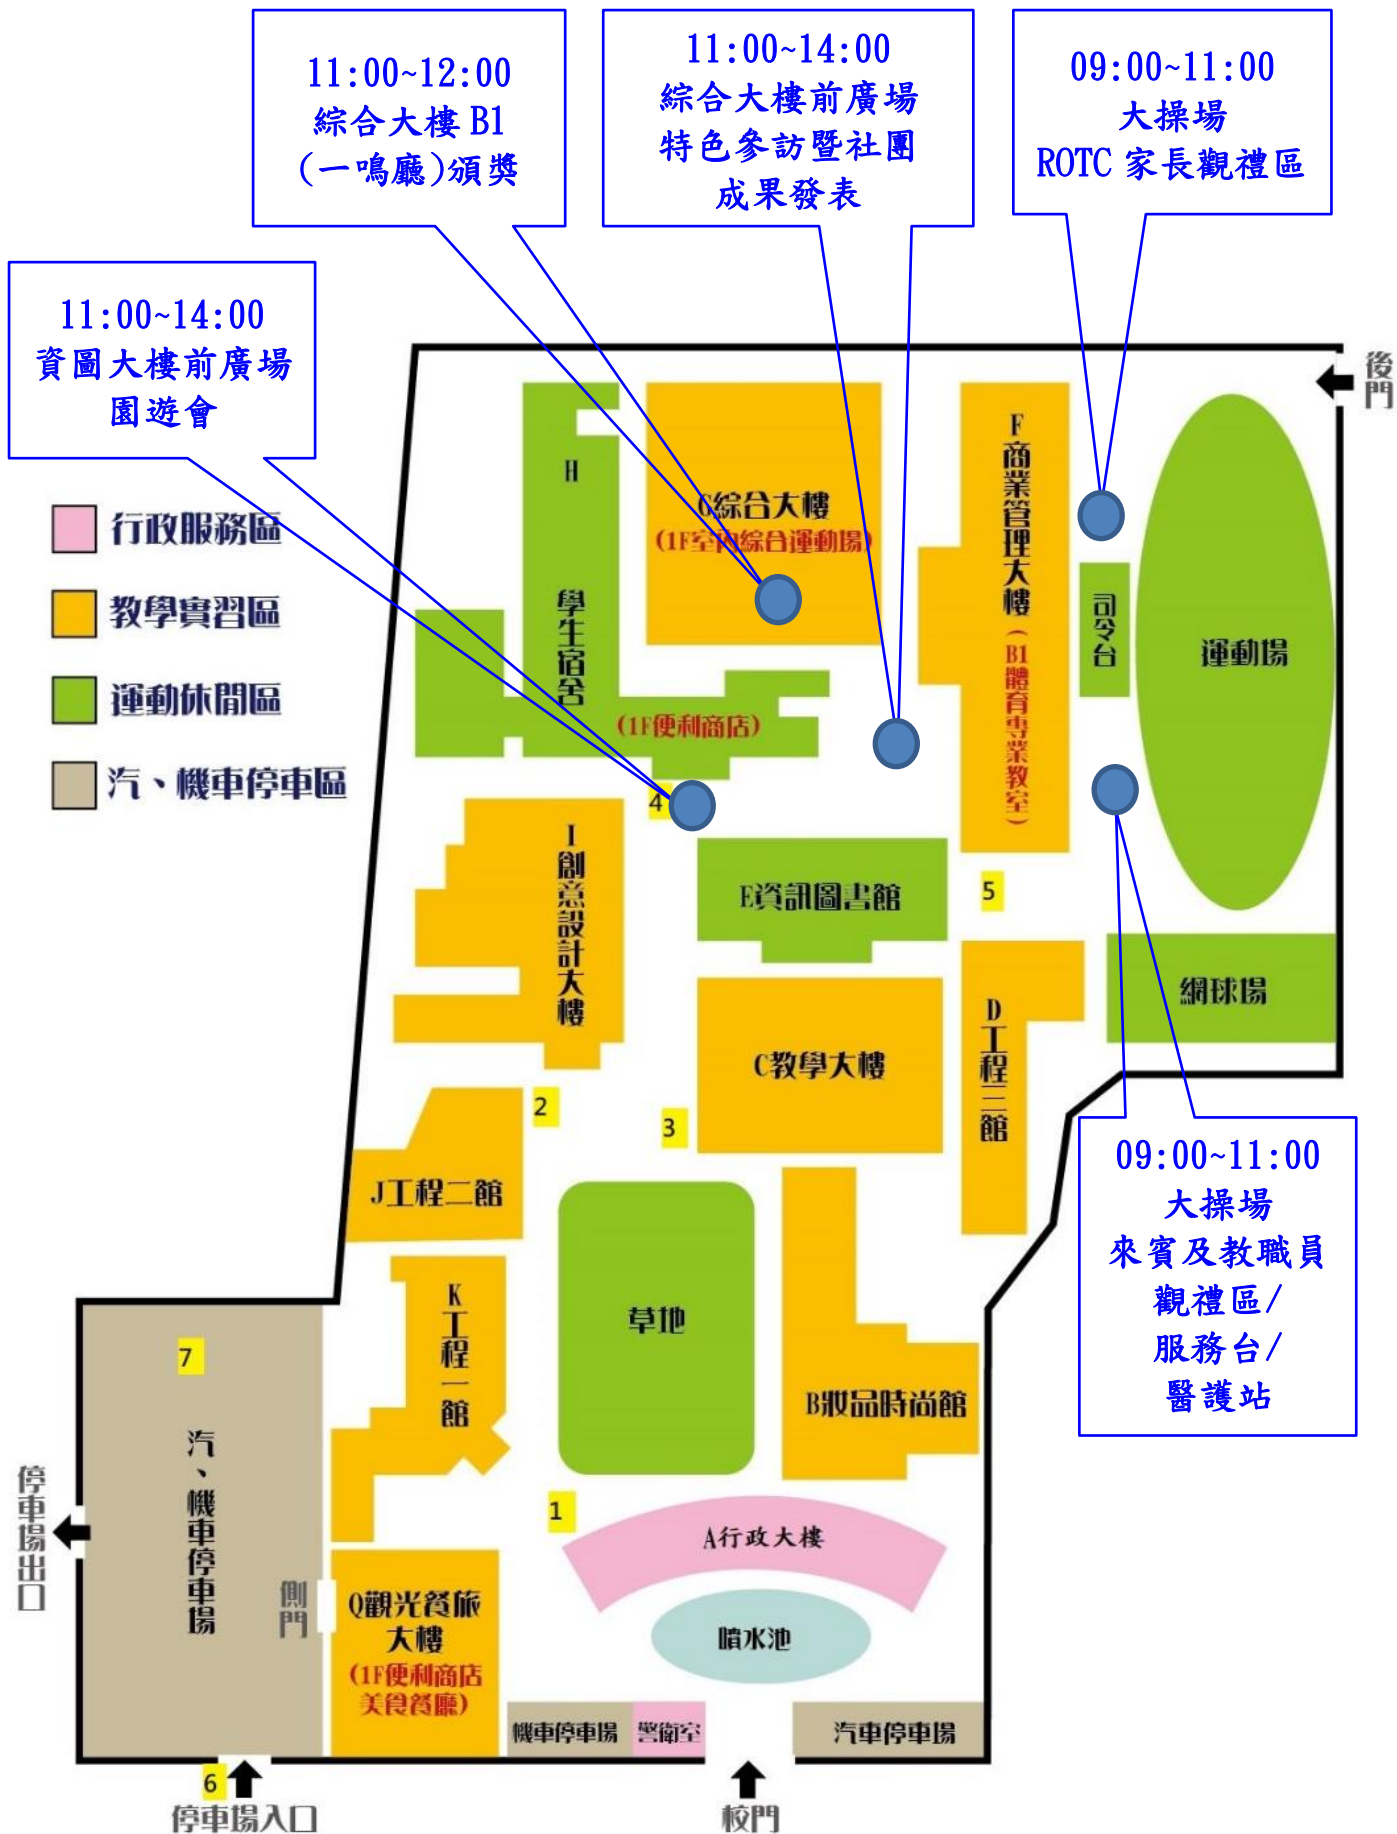 11:00~12:00
綜合大樓 B1
(一鳴廳)頒獎
11:00~14:00
綜合大樓前廣場
特色參訪暨社團
成果發表
09:00~11:00
大操場
ROTC 家長觀禮區
11:00~14:00
資圖大樓前廣場
園遊會
後門
行政服務區
教學實習區
運動休閒區
汽、機車停車區
H 學生宿舍
(1F便利商店)
G綜合大樓
(1F室內綜合運動場)
F商業管理大樓(B1體育專業教室)
司令台
運動場
4
I創意設計大樓
E資訊圖書館
5
網球場
C教學大樓
D工程三館
2
3
J工程二館
09:00~11:00
大操場
來賓及教職員
觀禮區/
服務台/
醫護站
K工程一館
草地
B妝品時尚館
7
汽、機車停車場
停車場出口
側門
1
A行政大樓
噴水池
Q觀光餐旅
大樓
(1F便利商店
美食餐廳)
機車停車場
警衛室
汽車停車場
6
停車場入口
校門